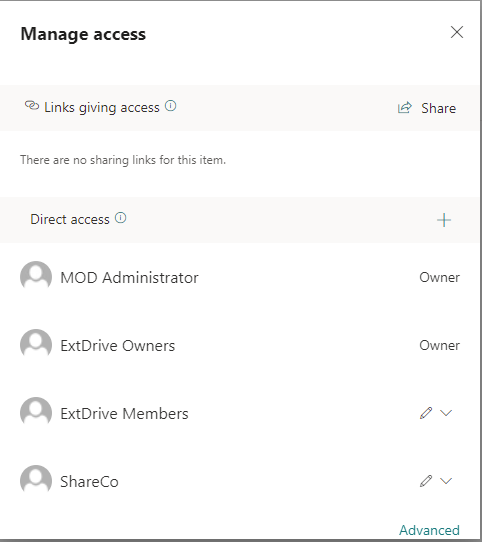 Manage access
Links giving access
Share
There are no sharing links for this item.
Direct access
MOD Administrator
Owner
ExtDrive Owners
Owner
ExtDrive Members
ShareCo
Advanced